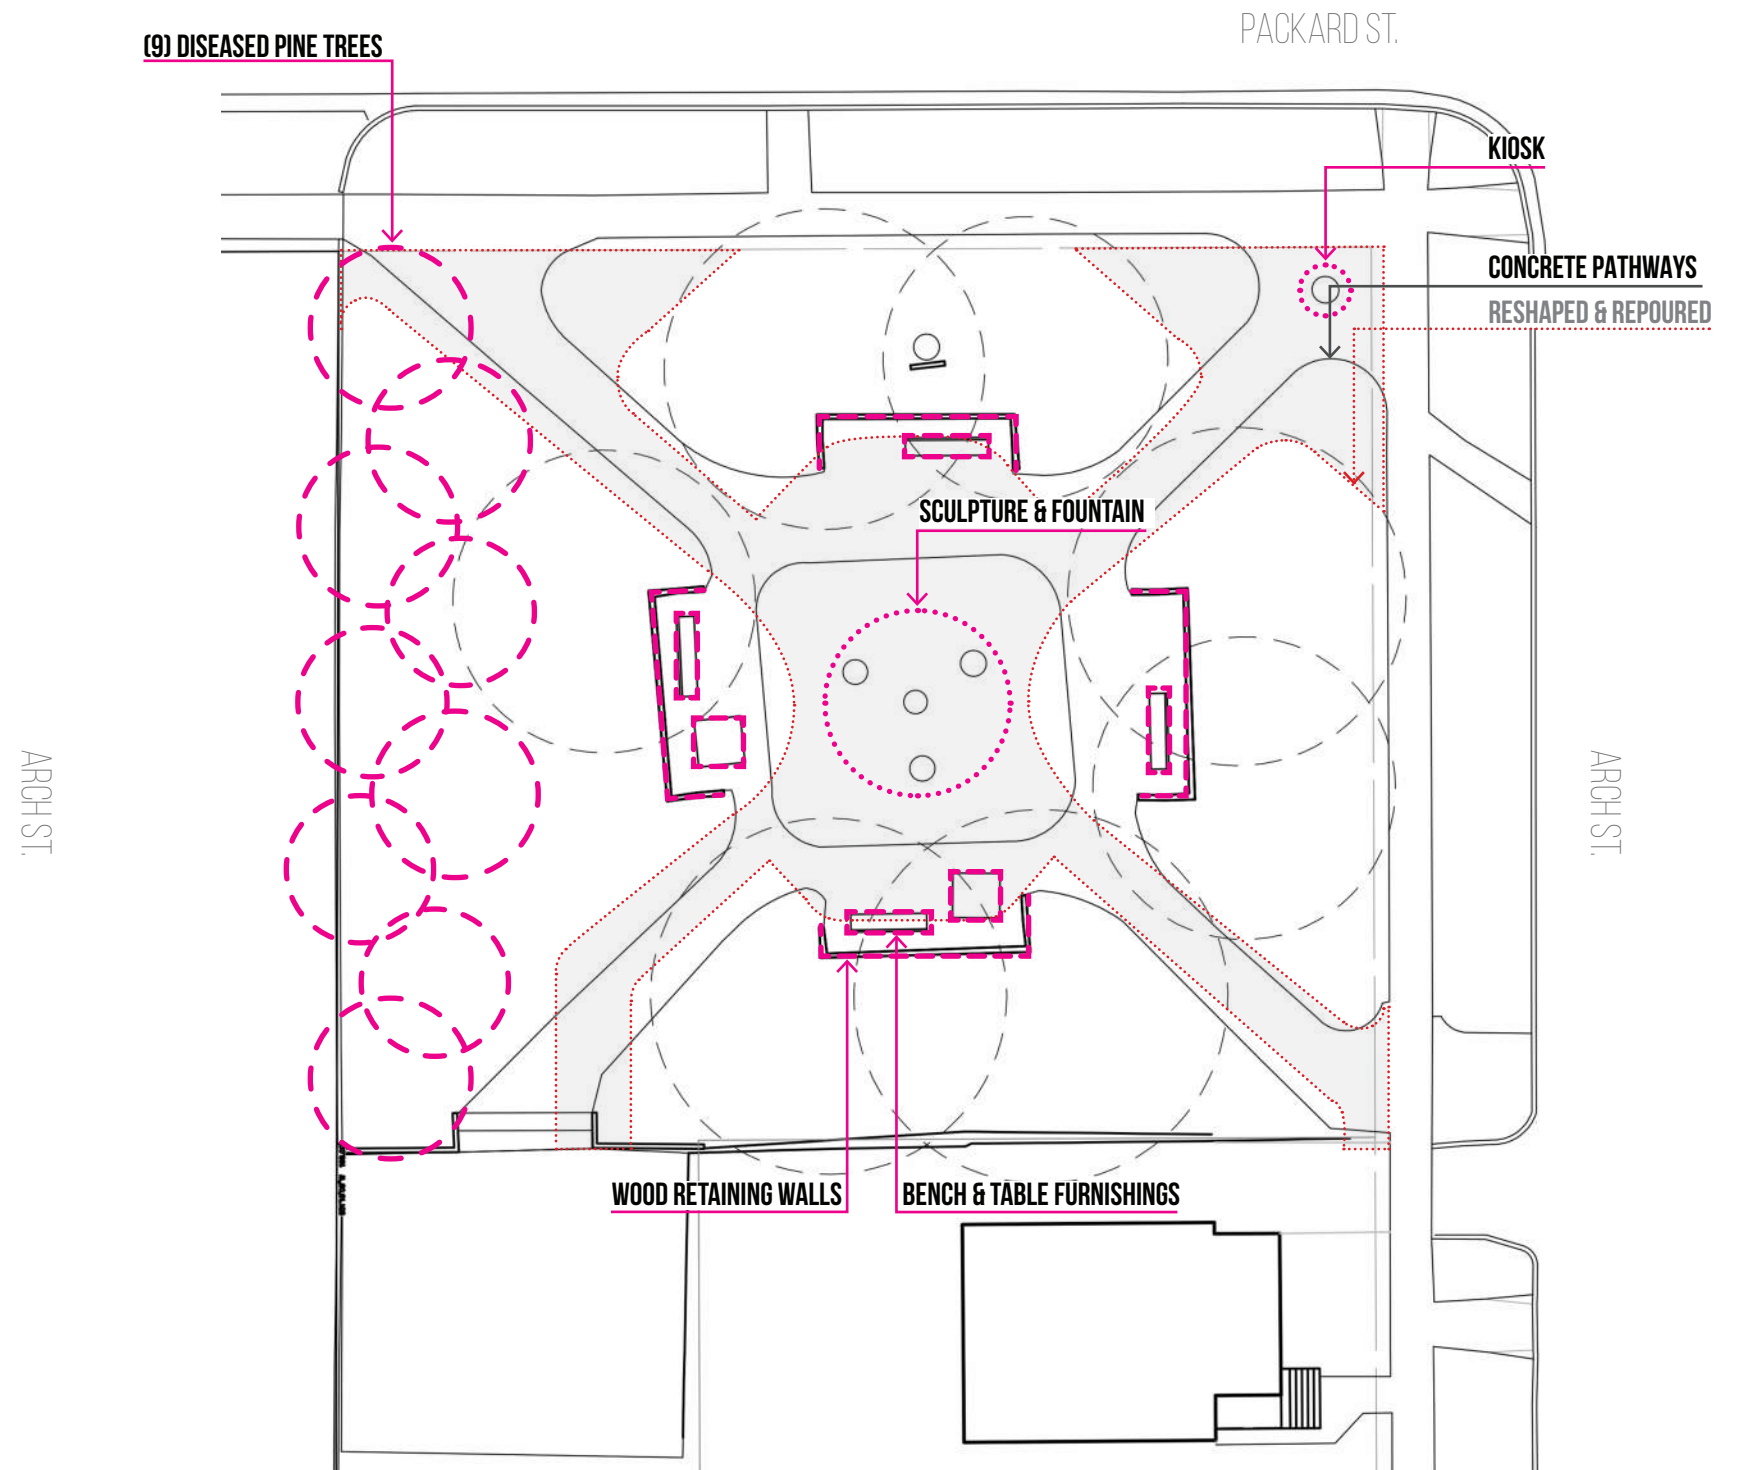 PACKARD ST.
(9) DISEASED PINE TREES
KIOSK
CONCRETE PATHWAYS
RESHAPED & REPOURED
SCULPTURE & FOUNTAIN
ARCH ST.
ARCH ST.
WOOD RETAINING WALLS
BENCH & TABLE FURNISHINGS